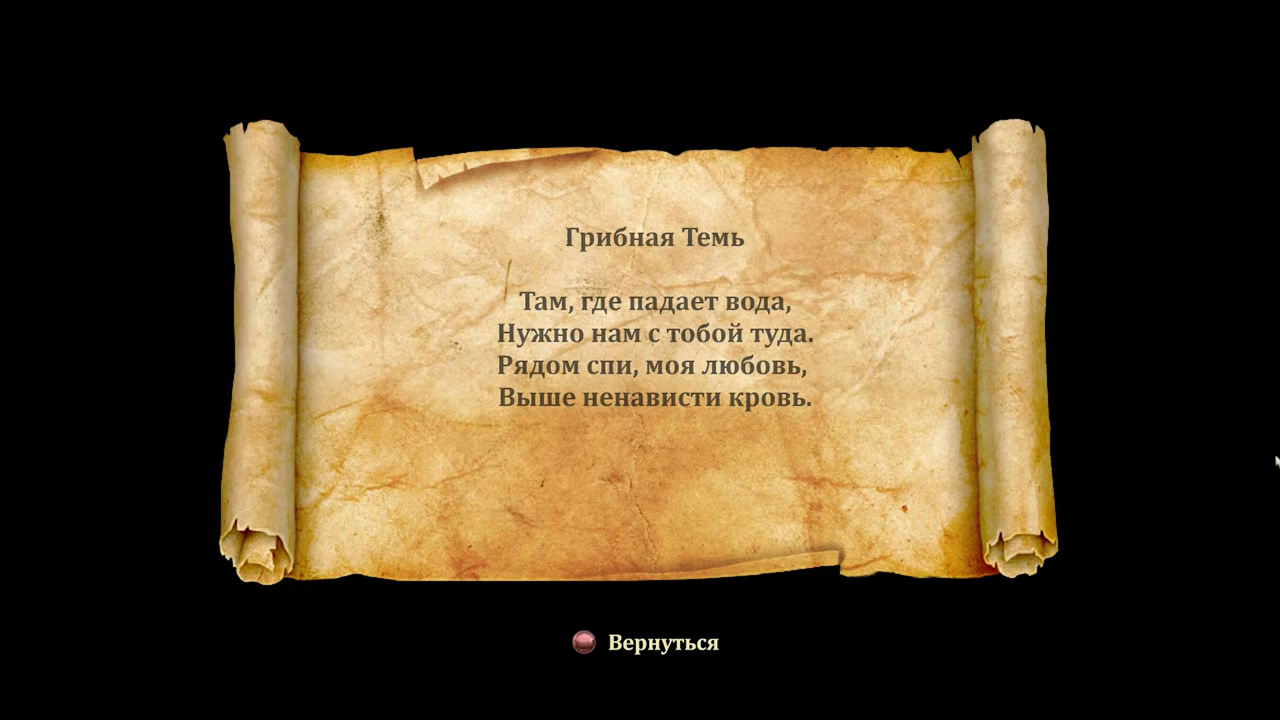 Грибная Темь
Там, где падает вода,
Нужно нам с тобой туда.
Рядом спи, моя любовь,
Выше ненависти кровь.
Вернуться